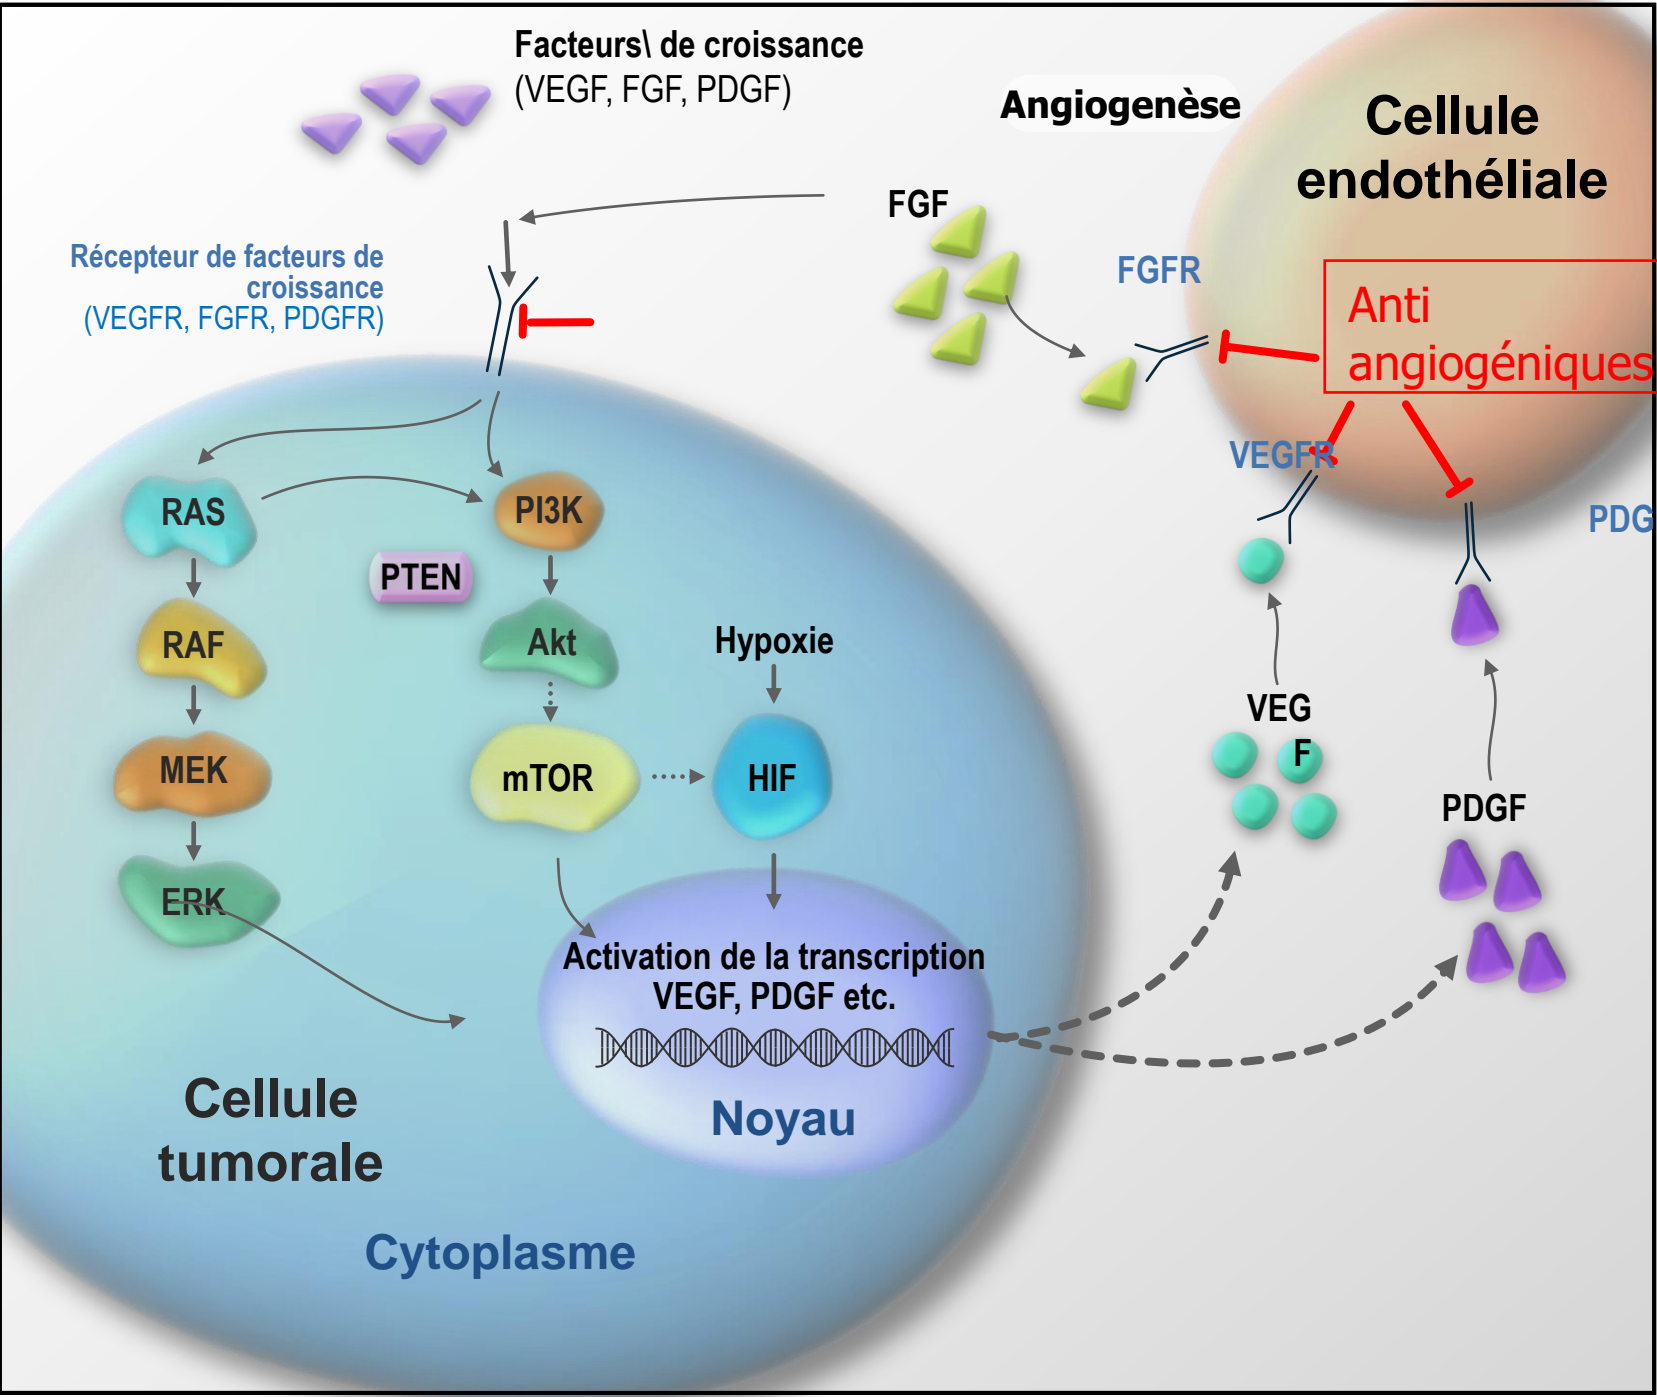 Facteurs\ de croissance
(VEGF, FGF, PDGF)
Angiogenèse
Cellule
endothéliale
FGF
Récepteur de facteurs de
croissance
(VEGFR, FGFR, PDGFR)
FGFR
Anti
angiogéniques
VEGFR
PDG
RAS
PI3K
PTEN
RAF
Akt
Hypoxie
VEG
F
MEK
mTOR
HIF
PDGF
ERK
Activation de la transcription
VEGF, PDGF etc.
Noyau
Cellule
tumorale
Cytoplasme